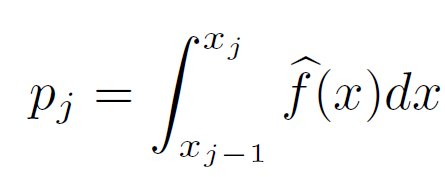 p_j = \int_{x_{j-1}}^{x_j} \widehat{f}(x)dx